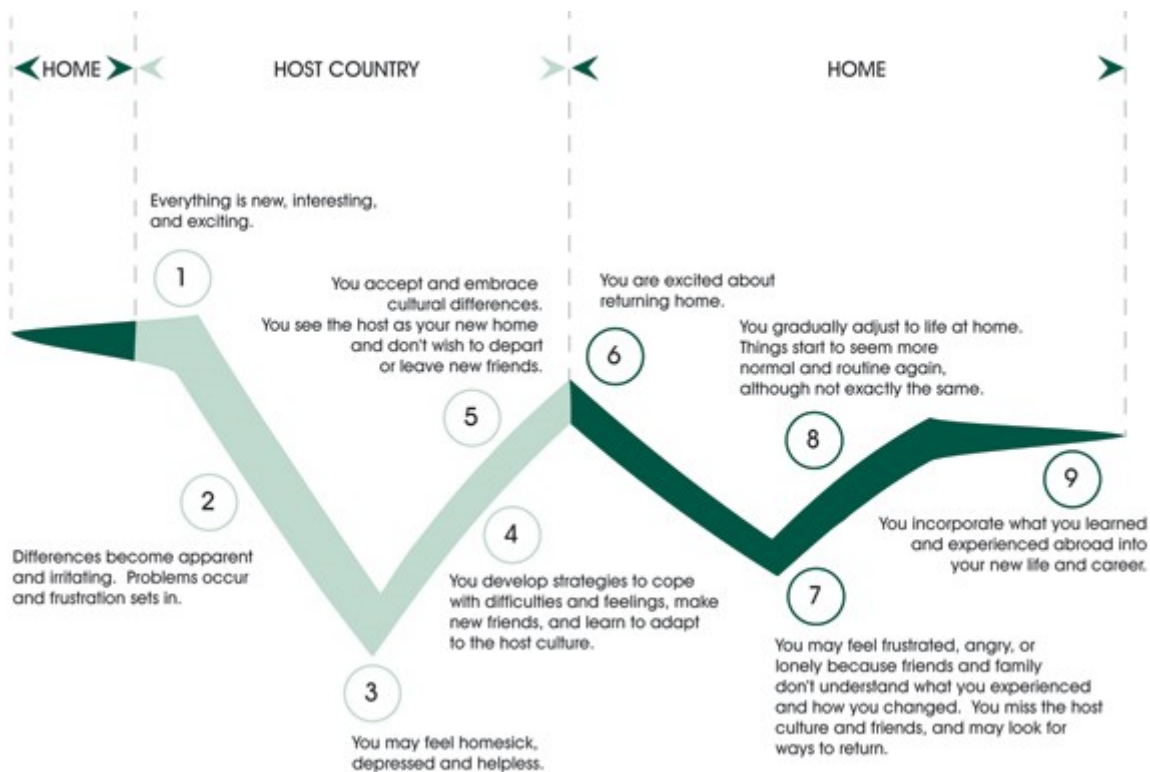 HOME
HOST COUNTRY
HOME
Everything is new, interesting,
and exciting.
1
2
Differences become apparent
and irritating. Problems occur
and frustration sets in.
3
You may feel homesick,
depressed and helpless.
4
You develop strategies to cope
with difficulties and feelings, make
new friends, and learn to adapt
to the host culture.
You accept and embrace
cultural differences.
You see the host as your new home
and don't wish to depart
or leave new friends.
5
You are excited about
returning home.
6
7
You may feel frustrated, angry, or
lonely because friends and family
don't understand what you experienced
and how you changed. You miss the host
culture and friends, and may look for
ways to return.
You gradually adjust to life at home.
Things start to seem more
normal and routine again,
although not exactly the same.
8
9
You incorporate what you learned
and experienced abroad into
your new life and career.